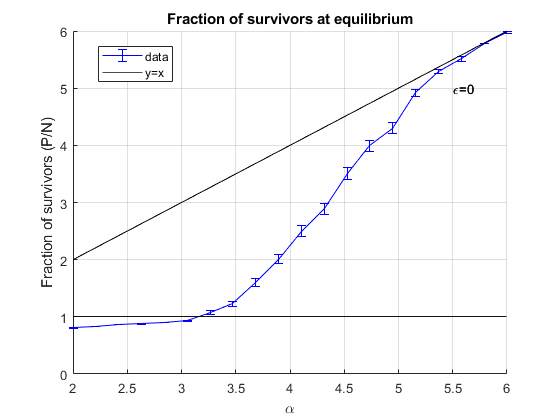 Fraction of survivors at equilibrium
Fraction of survivors (P/N)
6
5
4
3
2
1
0
data
y=x
ϵ=0
2 2.5 3 3.5 4 4.5 5 5.5 6
α